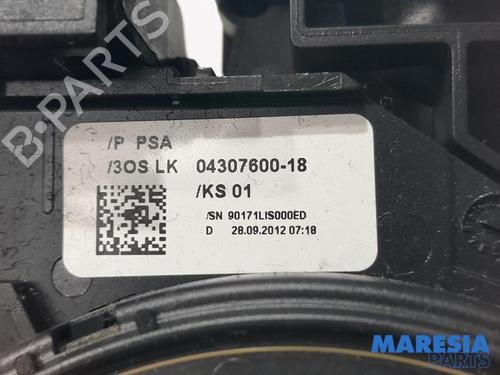 B-PARTS
/P PSA
/3OS LK 04307600-18
/KS 01
/SN 90171LIS000ED
D 28.09.2012 07:18
MARESIA
PARTS